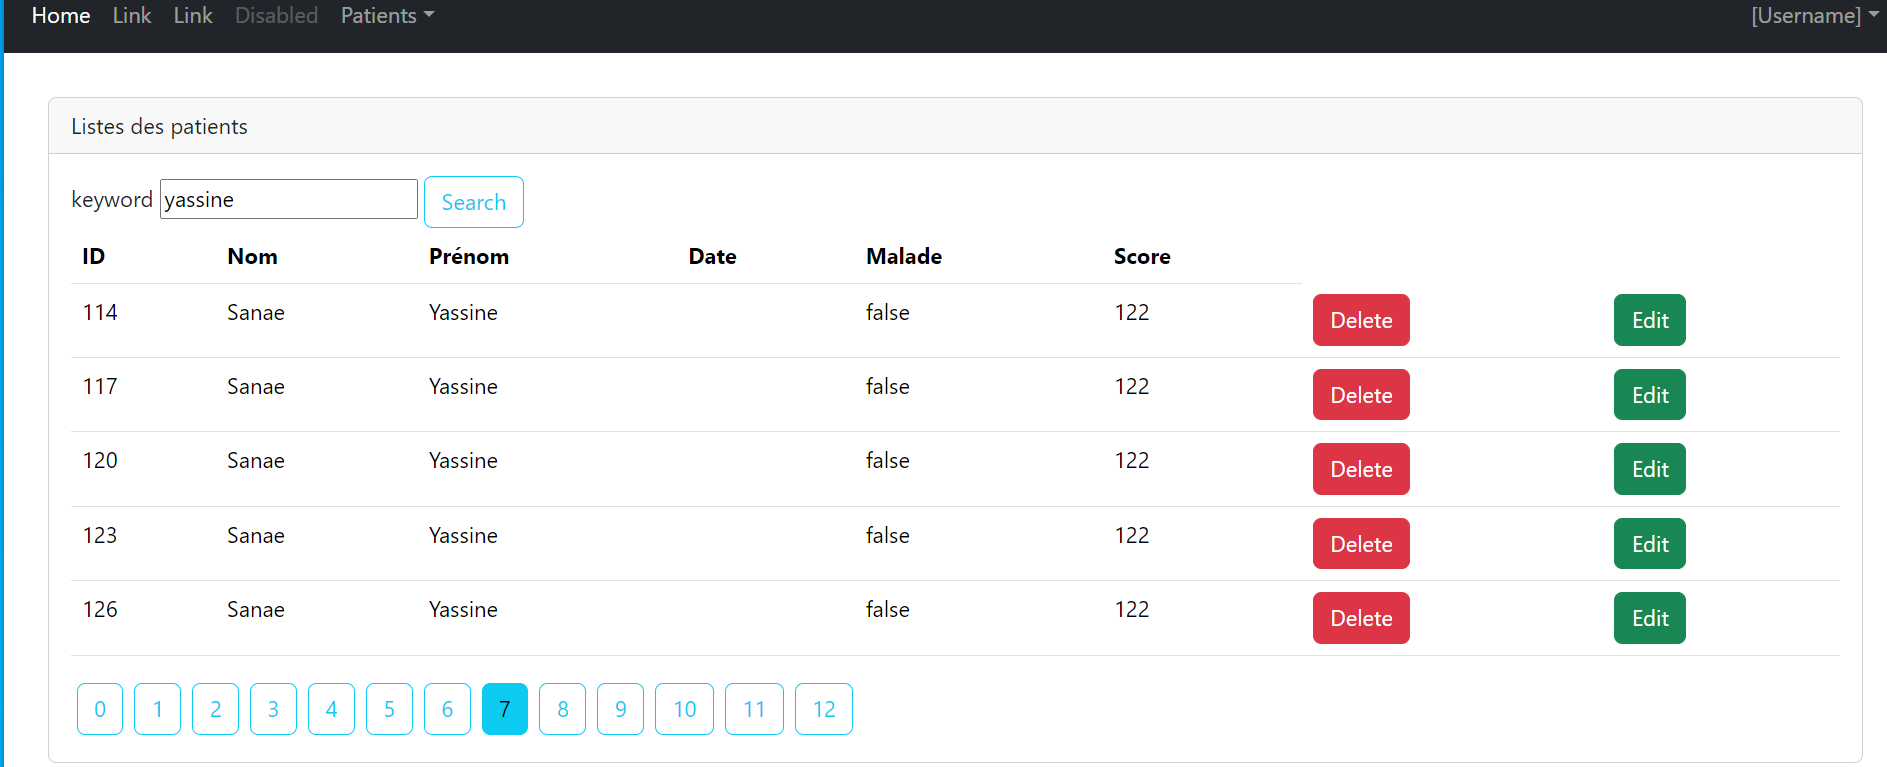 Home Link Link Disabled Patients [Username]
Listes des patients
keyword yassine Search
ID Nom Prénom Date Malade Score
114 Sanae Yassine false 122 Delete Edit
117 Sanae Yassine false 122 Delete Edit
120 Sanae Yassine false 122 Delete Edit
123 Sanae Yassine false 122 Delete Edit
126 Sanae Yassine false 122 Delete Edit
0 1 2 3 4 5 6 7 8 9 10 11 12